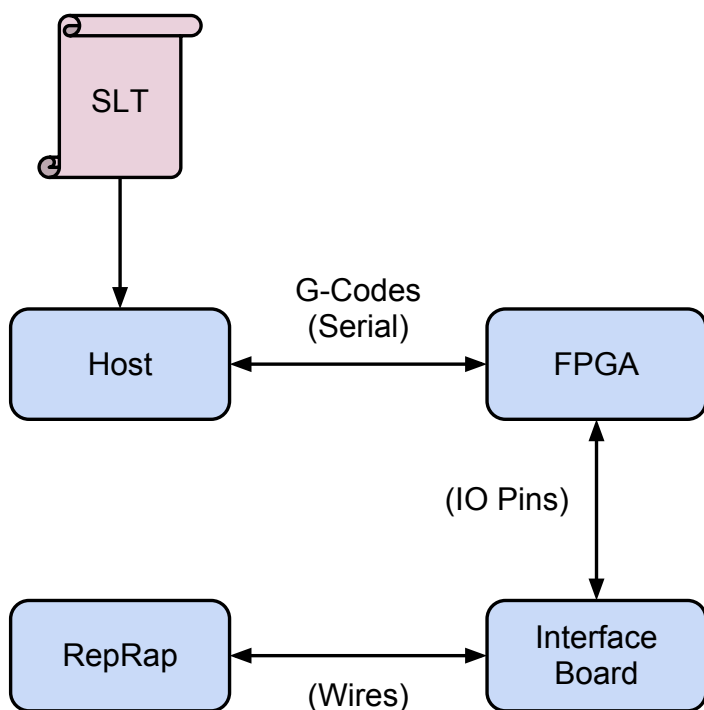 SLT
G-Codes
(Serial)
Host
FPGA
(IO Pins)
RepRap
Interface
Board
(Wires)